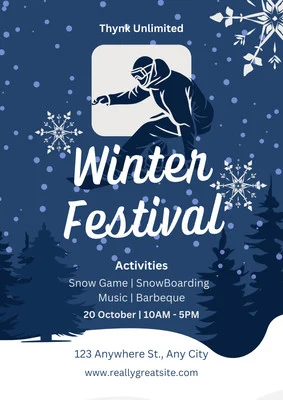 Thynk Unlimited
Winter
Festival
Activities
Snow Game | SnowBoarding
Music | Barbeque
20 October | 10AM - 5PM
123 Anywhere St., Any City
www.reallygreatsite.com